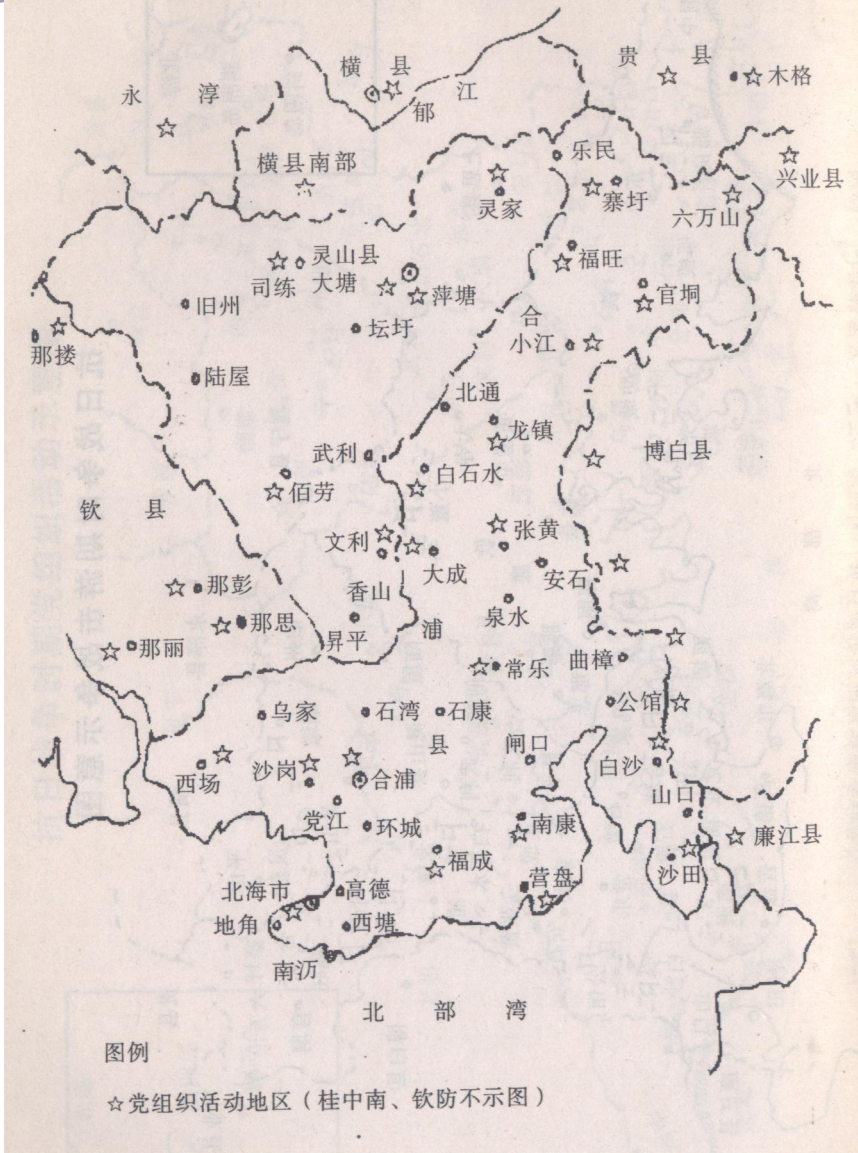 贵县
横县
木格
永淳
郁江
乐民
横县南部
兴业县
灵家
寨圩
六万山
灵山县
福旺
司练
大塘
萍塘
官垌
旧州
合
坛圩
小江
那搂
陆屋
北通
龙镇
武利
博白县
白石水
佰劳
钦县
张黄
文利
大成
安石
那彭
香山
泉水
那思
浦
昇平
那丽
常乐
曲樟
乌家
石湾
石康
公馆
县
闸口
西场
沙岗
合浦
白沙
山口
党江
环城
南康
廉江县
福成
沙田
北海市
高德
营盘
地角
西塘
南沥
北部湾
图例
☆党组织活动地区（桂中南、钦防不示图）